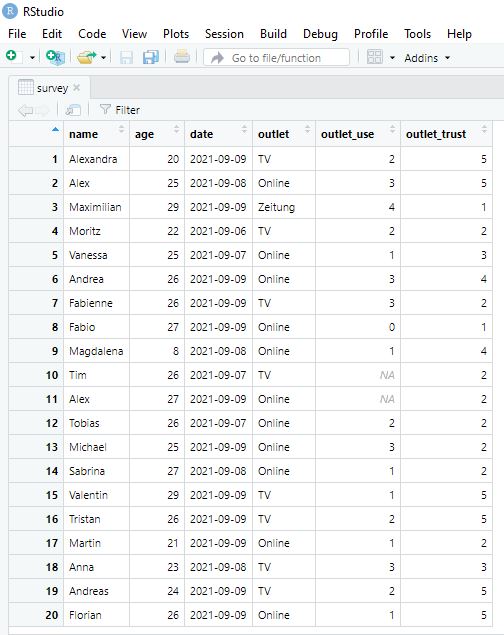 RStudio
File Edit Code View Plots Session Build Debug Profile Tools Help
Go to file/function Addins
survey
Filter
name age date outlet outlet_use outlet_trust
1 Alexandra 20 2021-09-09 TV 2 5
2 Alex 25 2021-09-08 Online 3 5
3 Maximilian 29 2021-09-09 Zeitung 4 1
4 Moritz 22 2021-09-06 TV 2 2
5 Vanessa 25 2021-09-07 Online 1 3
6 Andrea 26 2021-09-09 Online 3 4
7 Fabienne 26 2021-09-09 TV 3 2
8 Fabio 27 2021-09-09 Online 0 1
9 Magdalena 8 2021-09-08 Online 1 4
10 Tim 26 2021-09-07 TV NA 2
11 Alex 27 2021-09-09 Online NA 2
12 Tobias 26 2021-09-07 Online 2 2
13 Michael 25 2021-09-09 Online 3 2
14 Sabrina 27 2021-09-08 Online 1 2
15 Valentin 29 2021-09-09 TV 1 5
16 Tristan 26 2021-09-09 TV 2 5
17 Martin 21 2021-09-09 Online 1 2
18 Anna 23 2021-09-08 TV 3 3
19 Andreas 24 2021-09-09 TV 2 5
20 Florian 26 2021-09-09 Online 1 5